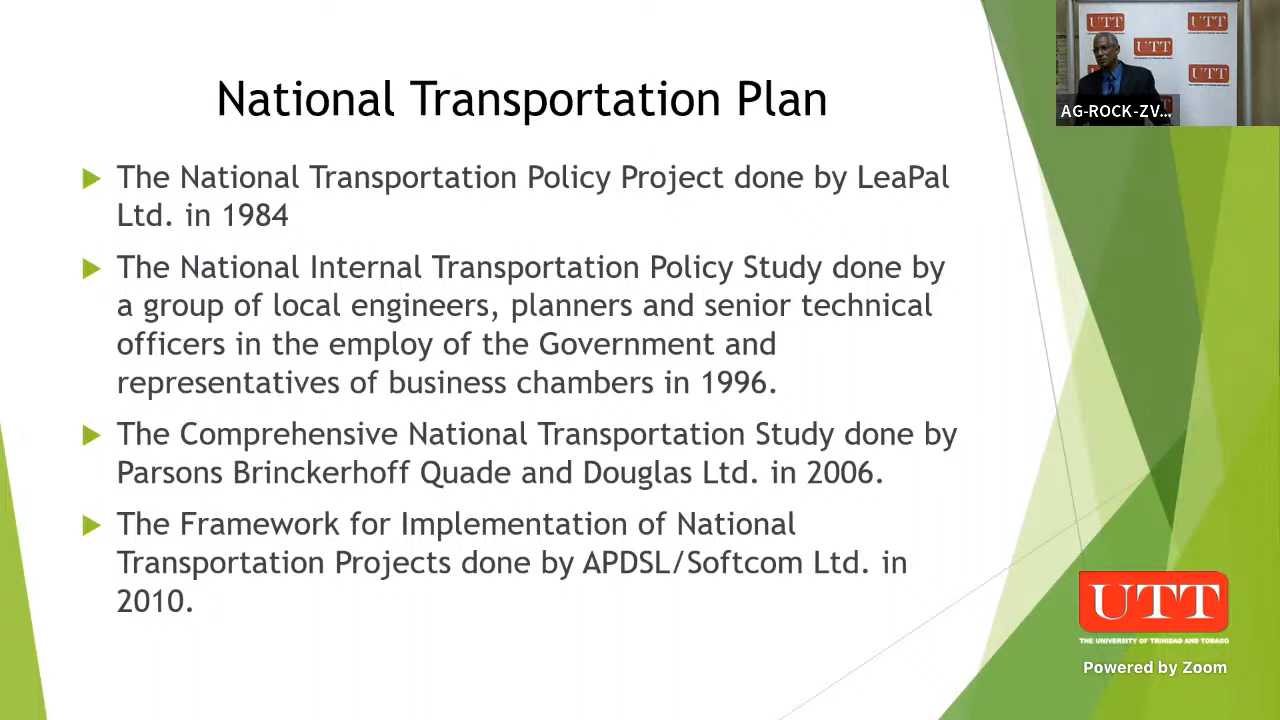 National Transportation Plan
The National Transportation Policy Project done by LeaPal
Ltd. in 1984
The National Internal Transportation Policy Study done by
a group of local engineers, planners and senior technical
officers in the employ of the Government and
representatives of business chambers in 1996.
The Comprehensive National Transportation Study done by
Parsons Brinckerhoff Quade and Douglas Ltd. in 2006.
The Framework for Implementation of National
Transportation Projects done by APDSL/Softcom Ltd. in
2010.
UTT
UTT
UTT
UTT
AG-ROCK-ZV...
UTT
THE UNIVERSITY OF TRINIDAD AND TOBAGO
Powered by Zoom